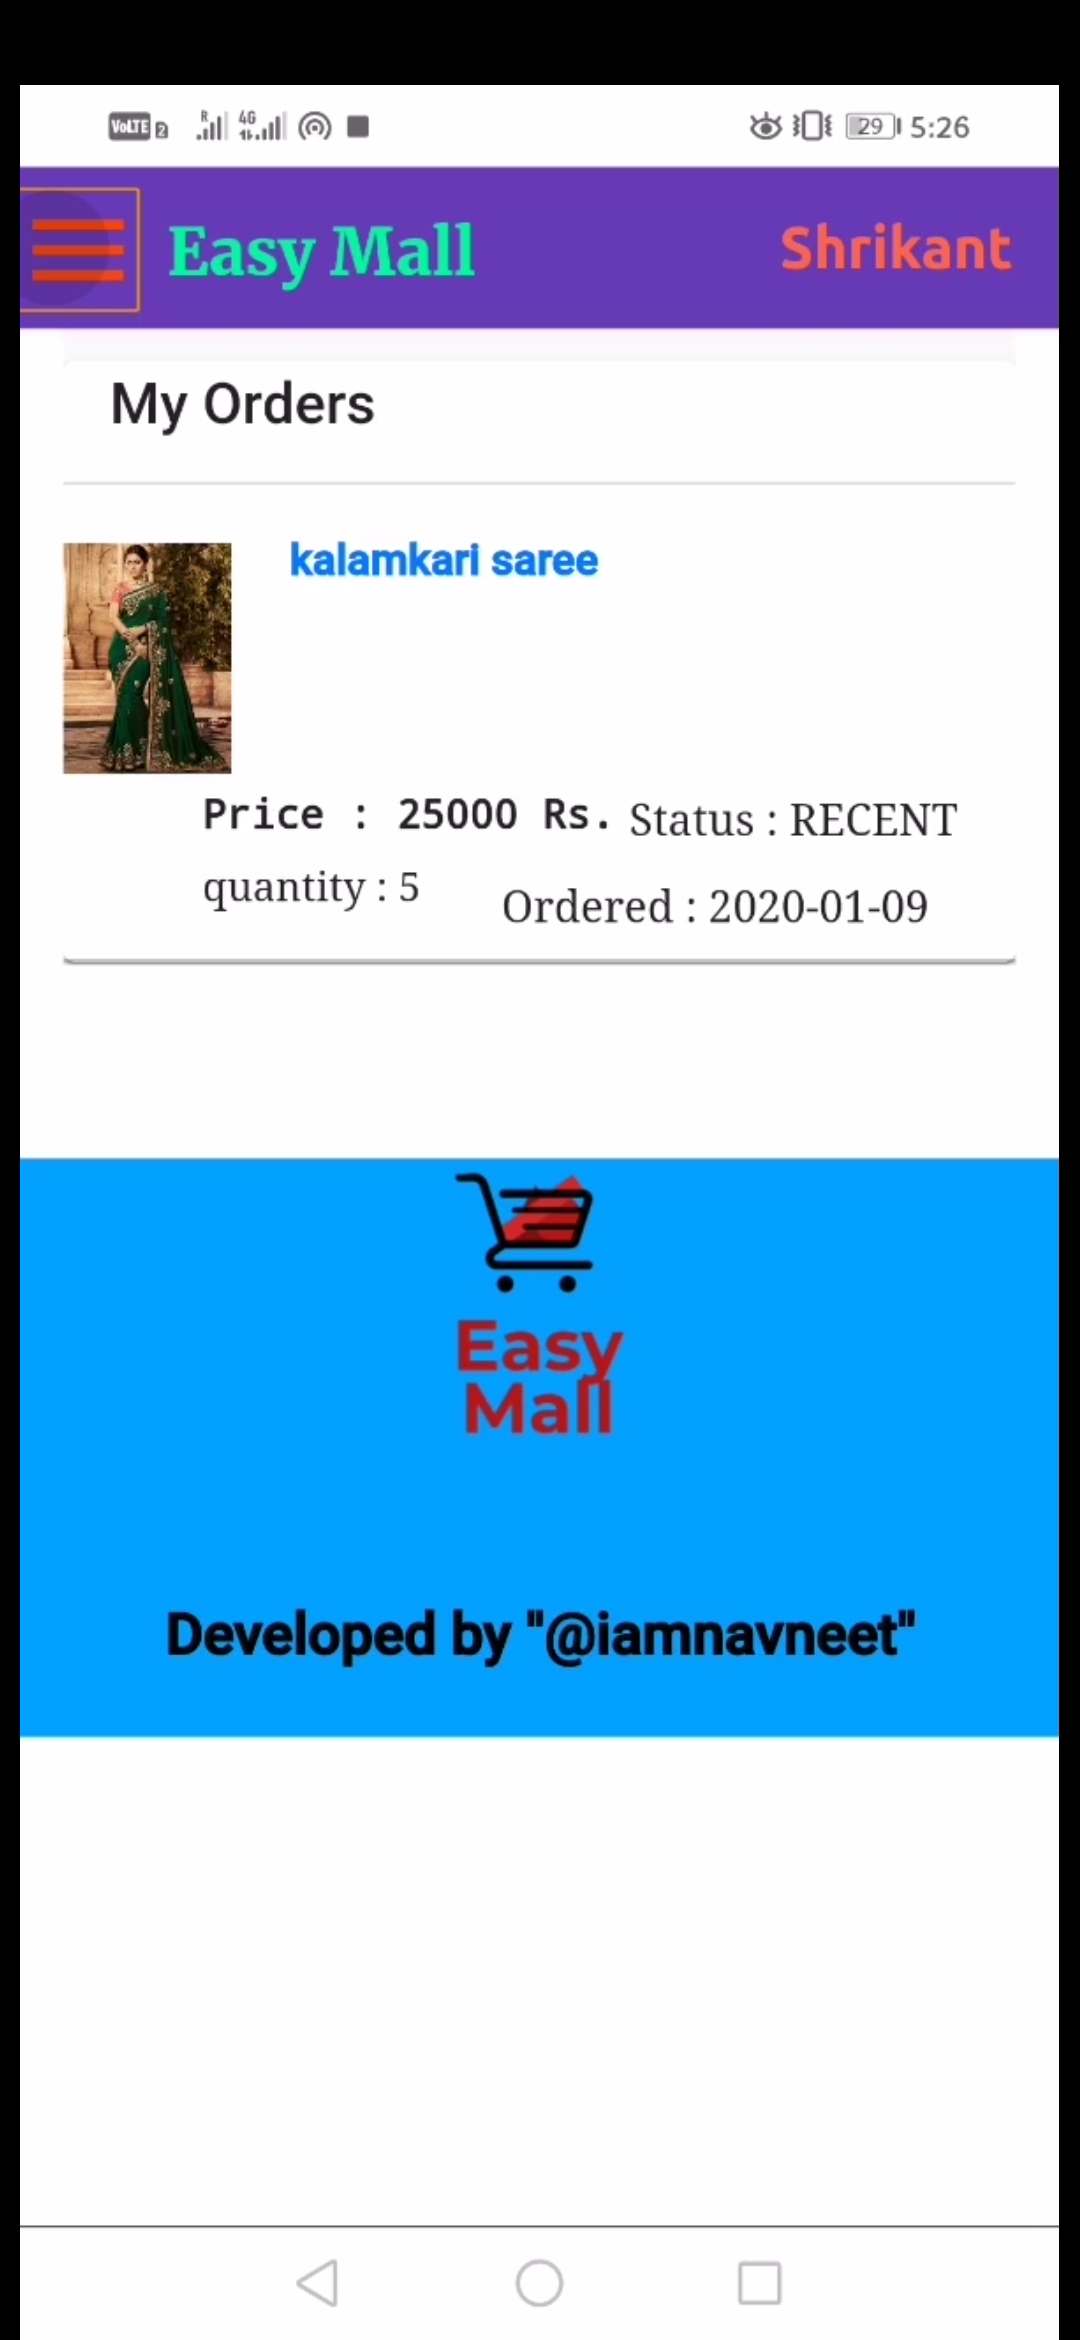 VoLTE 2 R 4G 29 5:26
Easy Mall Shrikant
My Orders
kalamkari saree
Price : 25000 Rs. Status : RECENT
quantity : 5 Ordered : 2020-01-09
Easy
Mall
Developed by "@iamnavneet"